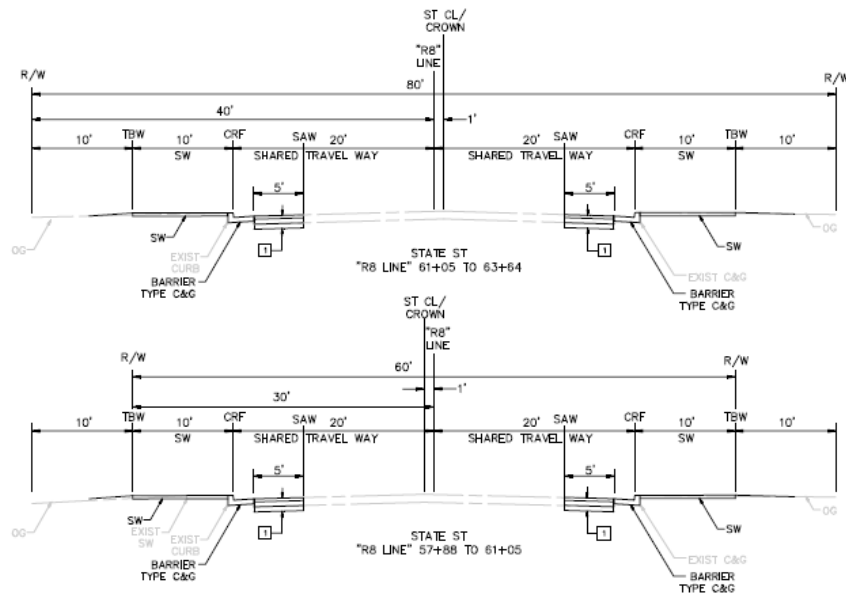 ST CL/
CROWN
"R8"
LINE
R/W
R/W
80'
40'
1'
10'
TBW
10'
CRF
SAW
20'
20'
SAW
CRF
10'
TBW
10'
SW
SHARED TRAVEL WAY
SHARED TRAVEL WAY
SW
5'
5'
OG
SW
1
EXIST
CURB
BARRIER
TYPE C&G
STATE ST
"R8 LINE" 61+05 TO 63+64
1
SW
OG
EXIST C&G
BARRIER
TYPE C&G
ST CL/
CROWN
"R8"
LINE
R/W
R/W
60'
1'
30'
10'
TBW
10'
CRF
SAW
20'
20'
SAW
CRF
10'
TBW
10'
SW
SHARED TRAVEL WAY
SHARED TRAVEL WAY
SW
5'
5'
OG
SW
EXIST
SW
EXIST
CURB
BARRIER
TYPE C&G
1
STATE ST
"R8 LINE" 57+88 TO 61+05
1
SW
OG
EXIST C&G
BARRIER
TYPE C&G